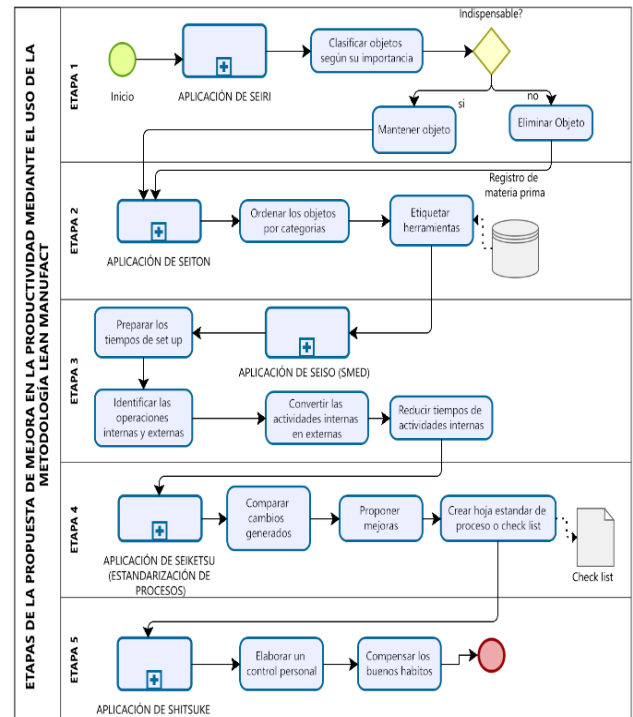 ETAPAS DE LA PROPUESTA DE MEJORA EN LA PRODUCTIVIDAD MEDIANTE EL USO DE LA
METODOLOGÍA LEAN MANUFACT
ETAPA 1
Inicio
APLICACIÓN DE SEIRI
Clasificar objetos
según su importancia
Indispensable?
si
no
Mantener objeto
Eliminar Objeto
ETAPA 2
APLICACIÓN DE SEITON
Ordenar los objetos
por categorias
Etiquetar
herramientas
Registro de
materia prima
ETAPA 3
Preparar los
tiempos de set up
APLICACIÓN DE SEISO (SMED)
Identificar las
operaciones
internas y externas
Convertir las
actividades internas
en externas
Reducir tiempos de
actividades internas
ETAPA 4
APLICACIÓN DE SEIKETSU
(ESTANDARIZACIÓN DE
PROCESOS)
Comparar
cambios
generados
Proponer
mejoras
Crear hoja estandar de
proceso o check list
Check list
ETAPA 5
APLICACIÓN DE SHITSUKE
Elaborar un
control personal
Compensar los
buenos habitos